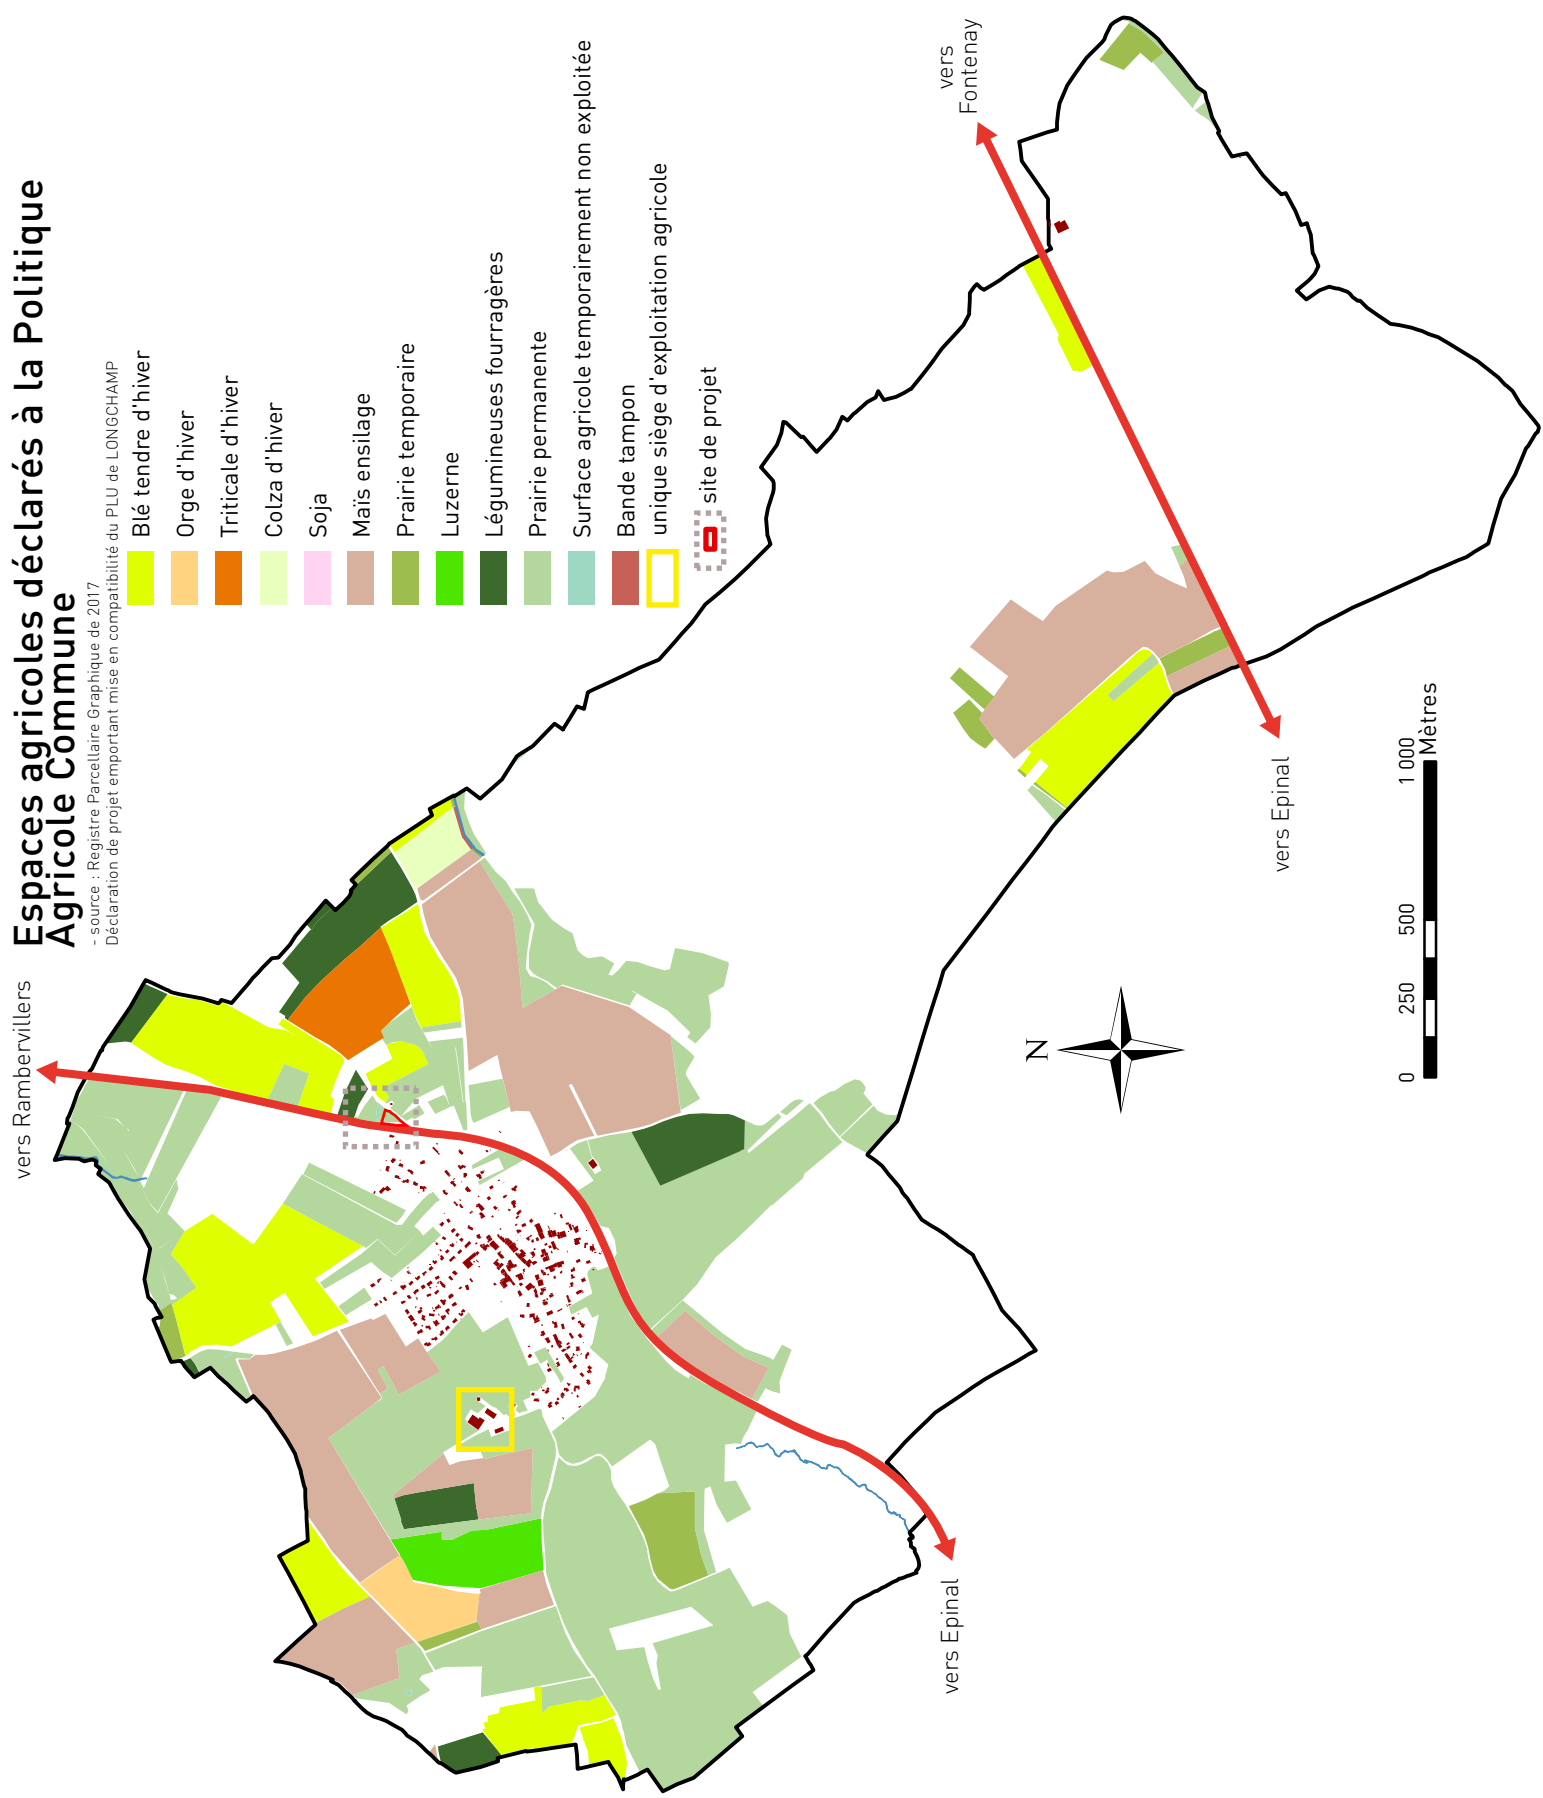 Espaces agricoles déclarés à la Politique
Agricole Commune
- source : Registre Parcellaire Graphique de 2017
Déclaration de projet emportant mise en compatibilité du PLU de LONGCHAMP
Blé tendre d'hiver
Orge d'hiver
Triticale d'hiver
Colza d'hiver
Soja
Maïs ensilage
Prairie temporaire
Luzerne
Légumineuses fourragères
Prairie permanente
Surface agricole temporairement non exploitée
Bande tampon
unique siège d'exploitation agricole
site de projet
vers Rambervillers
vers
Fontenay
vers Epinal
vers Epinal
N
0 250 500 1 000
Mètres